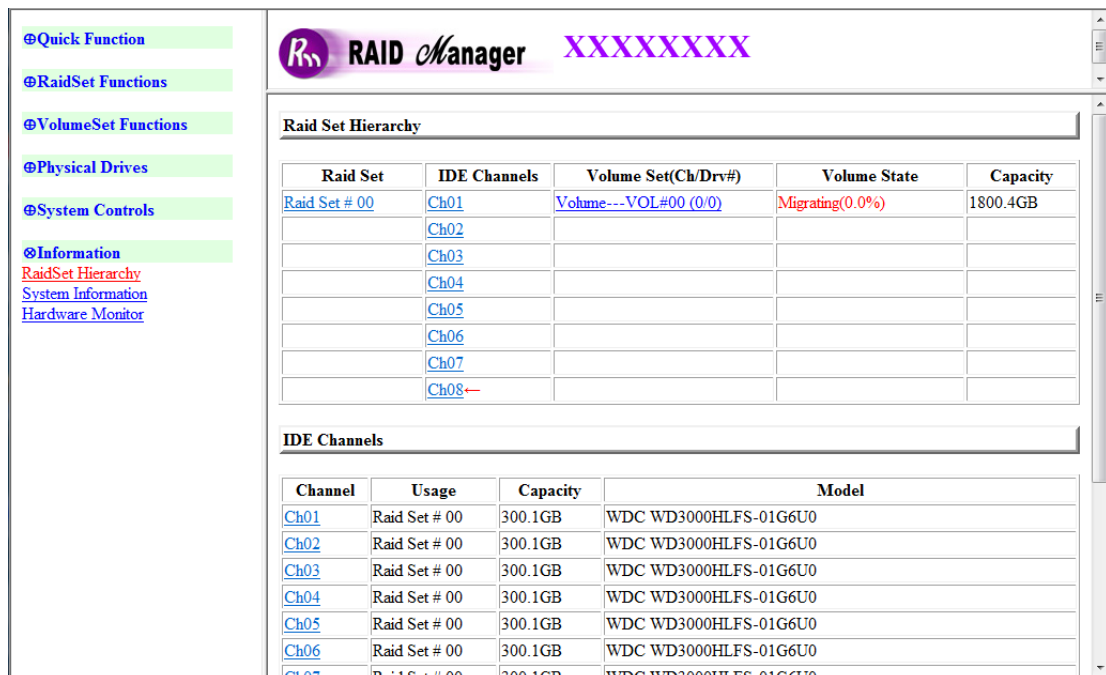 ⊕Quick Function
⊕RaidSet Functions
⊕VolumeSet Functions
⊕Physical Drives
⊕System Controls
⊗Information
RaidSet Hierarchy
System Information
Hardware Monitor
Rm RAID Manager XXXXXXXX
Raid Set Hierarchy
Raid Set IDE Channels Volume Set(Ch/Drv#) Volume State Capacity
Raid Set # 00 Ch01 Volume---VOL#00 (0/0) Migrating(0.0%) 1800.4GB
Ch02
Ch03
Ch04
Ch05
Ch06
Ch07
Ch08←
IDE Channels
Channel Usage Capacity Model
Ch01 Raid Set # 00 300.1GB WDC WD3000HLFS-01G6U0
Ch02 Raid Set # 00 300.1GB WDC WD3000HLFS-01G6U0
Ch03 Raid Set # 00 300.1GB WDC WD3000HLFS-01G6U0
Ch04 Raid Set # 00 300.1GB WDC WD3000HLFS-01G6U0
Ch05 Raid Set # 00 300.1GB WDC WD3000HLFS-01G6U0
Ch06 Raid Set # 00 300.1GB WDC WD3000HLFS-01G6U0